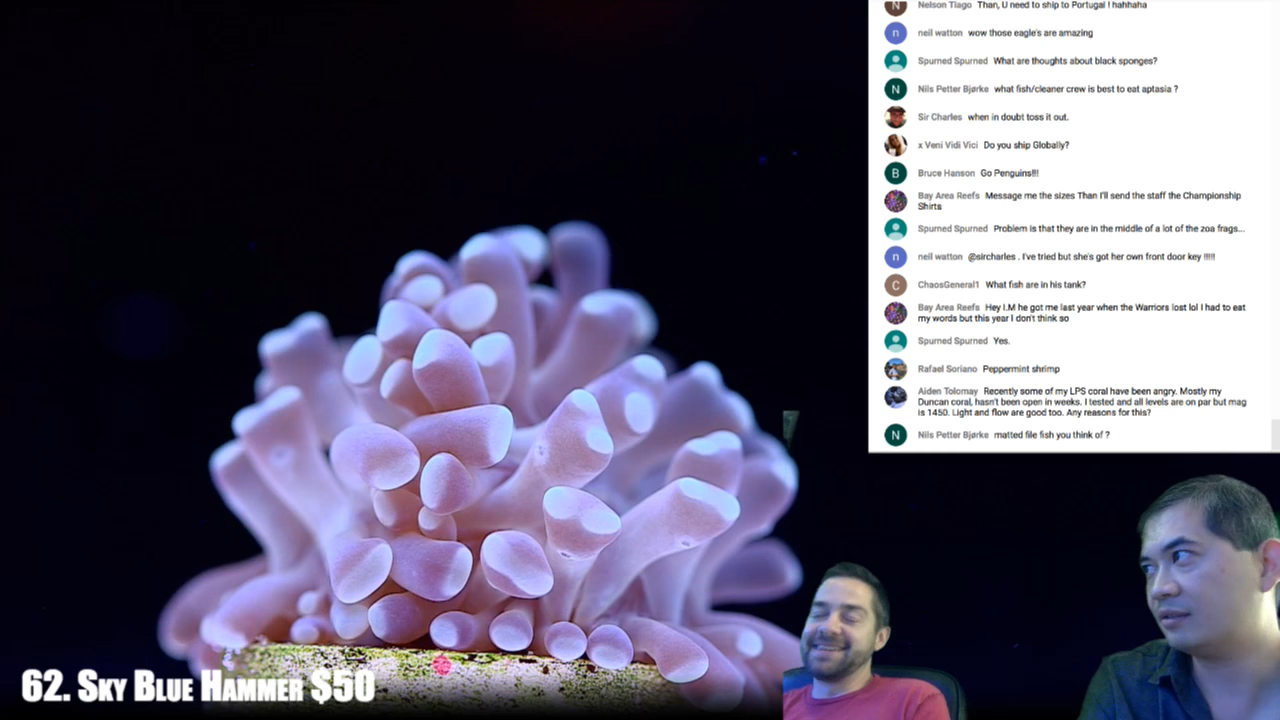 N Nelson Tiago Than, U need to ship to Portugal ! hahhaha
n neil watton wow those eagle's are amazing
Spurned Spurned What are thoughts about black sponges?
N Nils Petter Bjørke what fish/cleaner crew is best to eat aptasia ?
Sir Charles when in doubt toss it out.
x Veni Vidi Vici Do you ship Globally?
B Bruce Hanson Go Penguins!!!
Bay Area Reefs Message me the sizes Than I'll send the staff the Championship
Shirts
Spurned Spurned Problem is that they are in the middle of a lot of the zoa frags...
n neil watton @sircharles . I've tried but she's got her own front door key !!!!!
C ChaosGeneral1 What fish are in his tank?
Bay Area Reefs Hey I.M he got me last year when the Warriors lost lol I had to eat
my words but this year I don't think so
Spurned Spurned Yes.
Rafael Soriano Peppermint shrimp
Aiden Tolomay Recently some of my LPS coral have been angry. Mostly my
Duncan coral, hasn't been open in weeks. I tested and all levels are on par but mag
is 1450. Light and flow are good too. Any reasons for this?
N Nils Petter Bjørke matted file fish you think of ?
62. Sky Blue Hammer $50